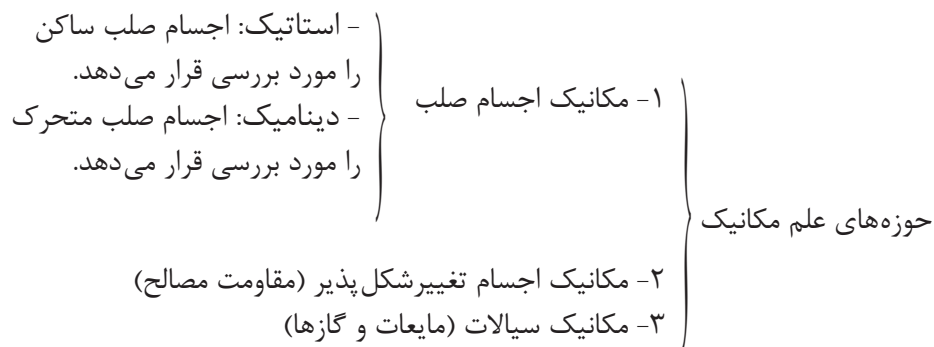 حوزه‌های علم مکانیک
۱- مکانیک اجسام صلب
- استاتیک: اجسام صلب ساکن
را مورد بررسی قرار می‌دهد.
- دینامیک: اجسام صلب متحرک
را مورد بررسی قرار می‌دهد.
۲- مکانیک اجسام تغییرشکل‌پذیر (مقاومت مصالح)
۳- مکانیک سیالات (مایعات و گازها)